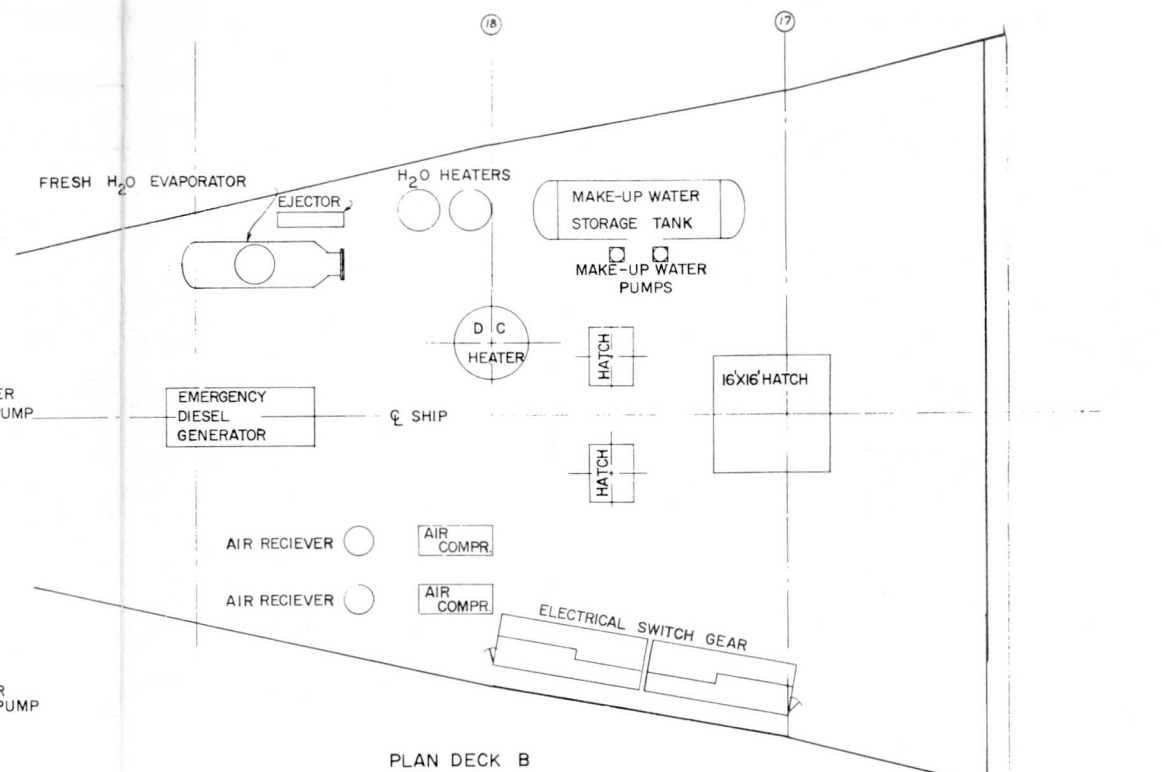 18
17
FRESH H2O EVAPORATOR
EJECTOR
H2O HEATERS
MAKE-UP WATER
STORAGE TANK
MAKE-UP WATER
PUMPS
D C
HEATER
HATCH
16'X16' HATCH
ER
PUMP
EMERGENCY
DIESEL
GENERATOR
℄ SHIP
HATCH
AIR RECIEVER
AIR
COMPR.
AIR RECIEVER
AIR
COMPR.
ELECTRICAL SWITCH GEAR
R
PUMP
PLAN DECK B